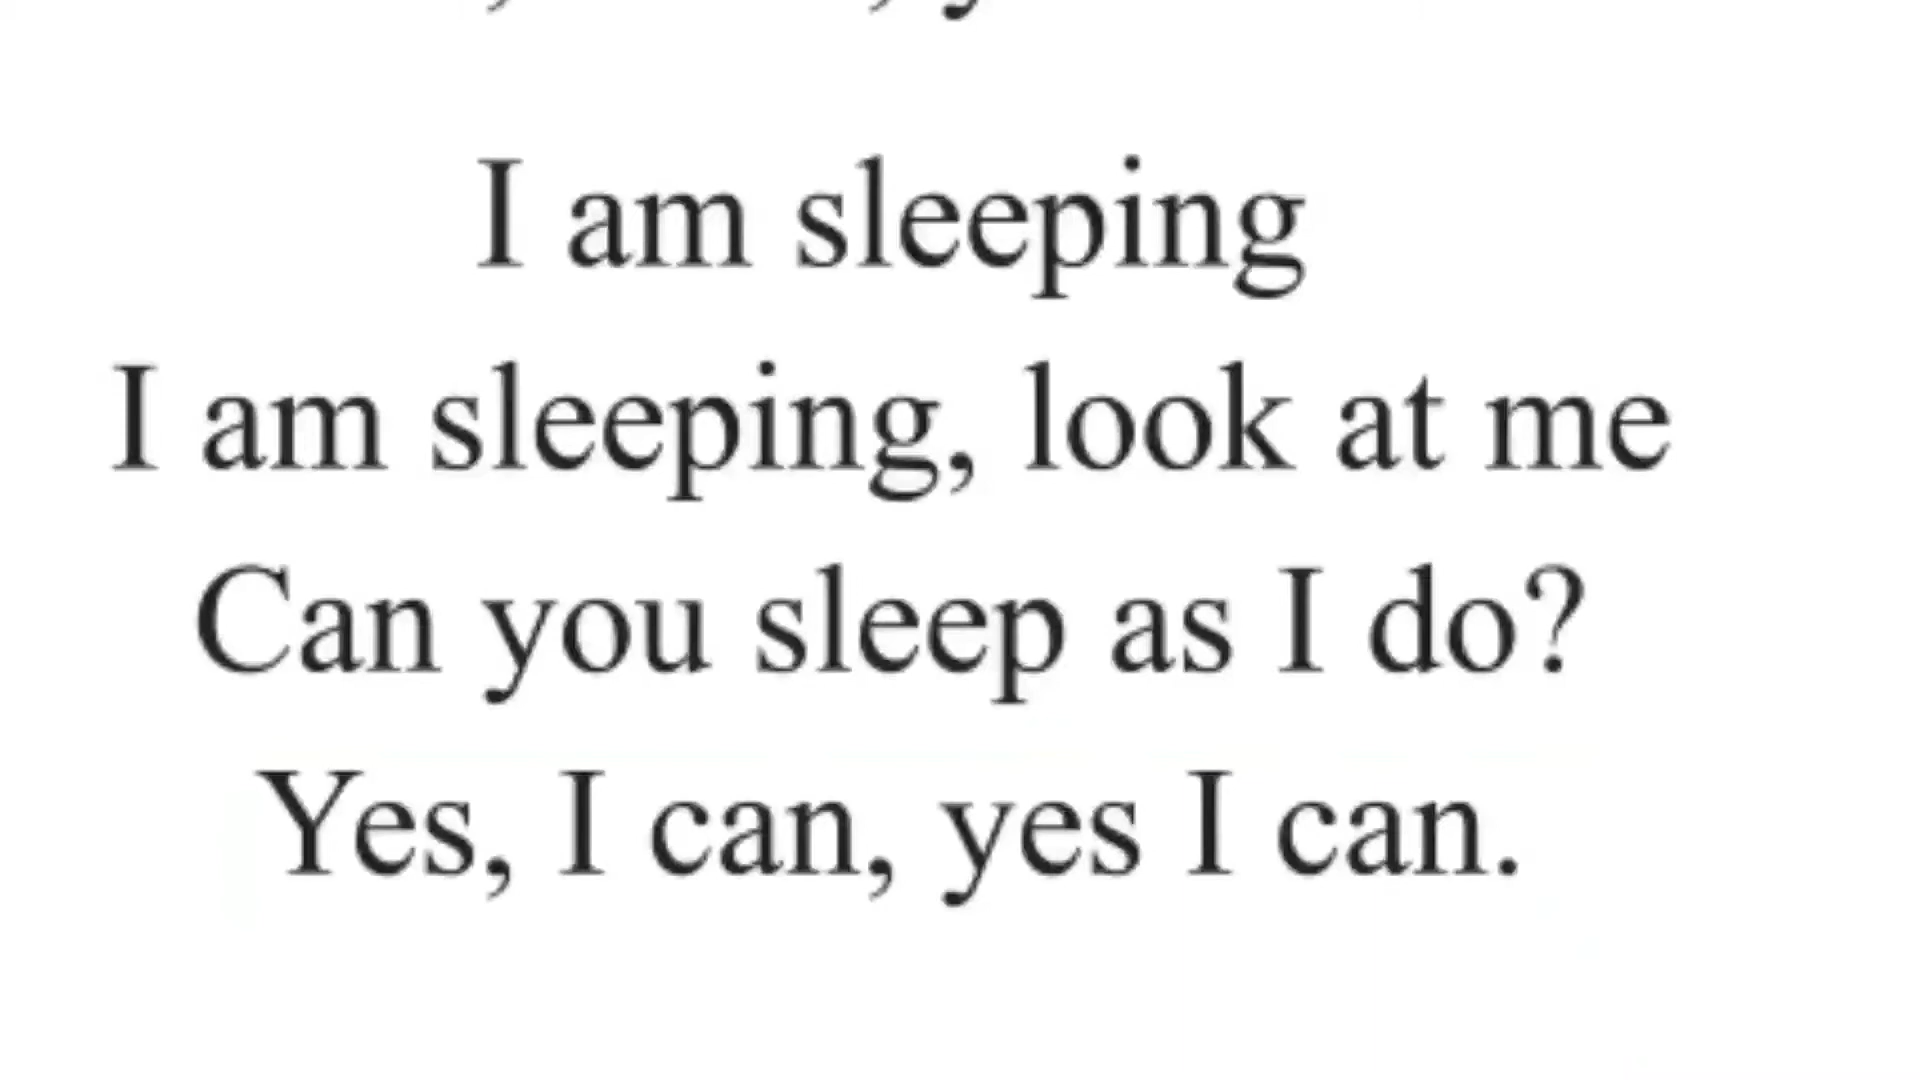 I am sleeping
I am sleeping, look at me
Can you sleep as I do?
Yes, I can, yes I can.